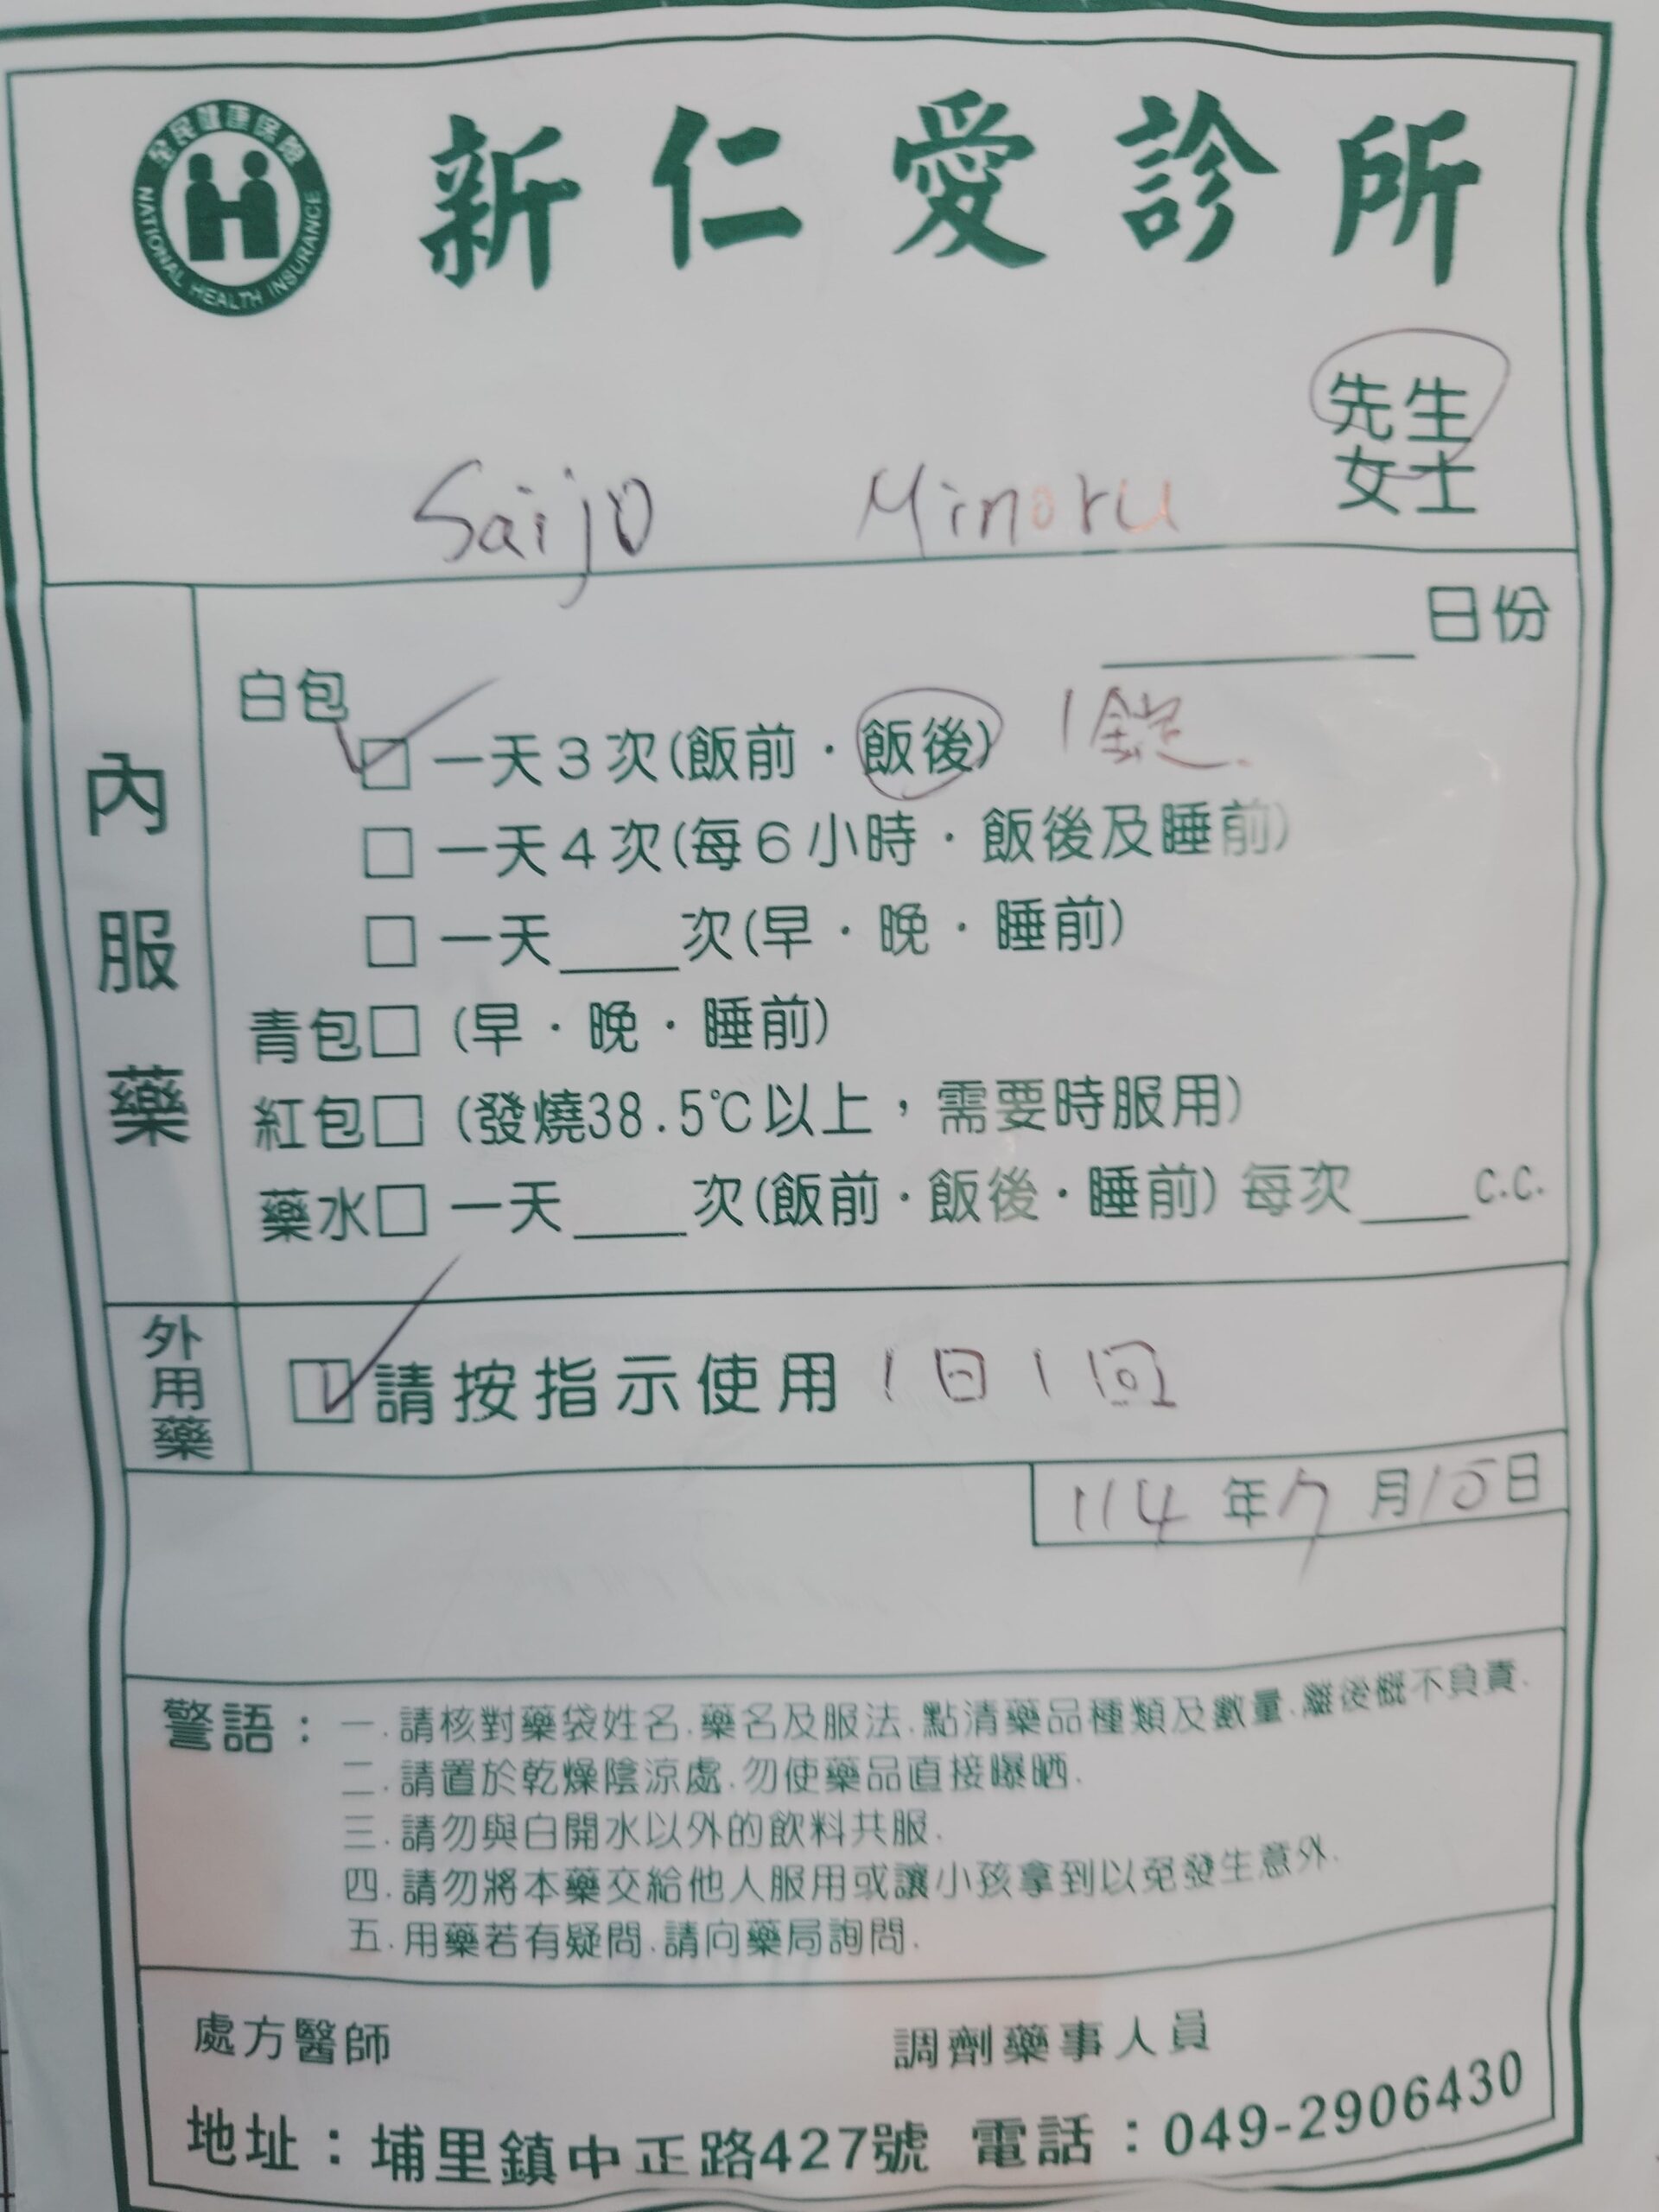 全民健康保險
NATIONAL HEALTH INSURANCE
新仁愛診所
先生
女士
Saijo Minoru
日份
內服藥
白包
□ 一天3次(飯前·飯後) 1錠.
□ 一天4次(每6小時·飯後及睡前)
□ 一天____次(早·晚·睡前)
青包□ (早·晚·睡前)
紅包□ (發燒38.5℃以上,需要時服用)
藥水□ 一天____次(飯前·飯後·睡前) 每次____c.c.
外用藥
□請按指示使用 1日1回
114年7月15日
警語:一.請核對藥袋姓名.藥名及服法.點清藥品種類及數量.離後概不負責.
二.請置於乾燥陰涼處.勿使藥品直接曝晒.
三.請勿與白開水以外的飲料共服.
四.請勿將本藥交給他人服用或讓小孩拿到以免發生意外.
五.用藥若有疑問.請向藥局詢問.
處方醫師 調劑藥事人員
地址:埔里鎮中正路427號 電話:049-2906430